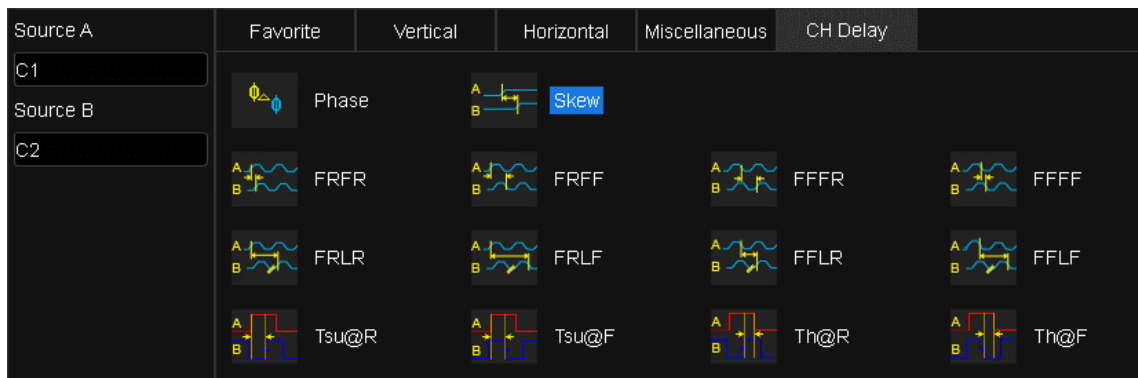 Source A
Favorite Vertical Horizontal Miscellaneous CH Delay
C1
Source B
C2
Φ Φ Phase A B Skew
A B FRFR A B FRFF A B FFFR A B FFFF
A B FRLR A B FRLF A B FFLR A B FFLF
A B Tsu@R A B Tsu@F A B Th@R A B Th@F